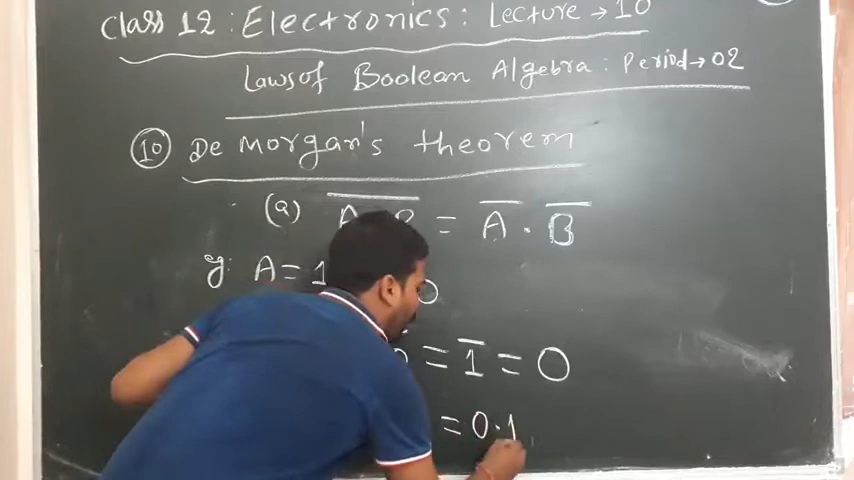 Class 12 : Electronics : Lecture → 10
Laws of Boolean Algebra : Period → 02
10 De Morgan's theorem
(a) = A̅ . B̅
A = 1 0
= 1̅ = 0
= 0 . 1